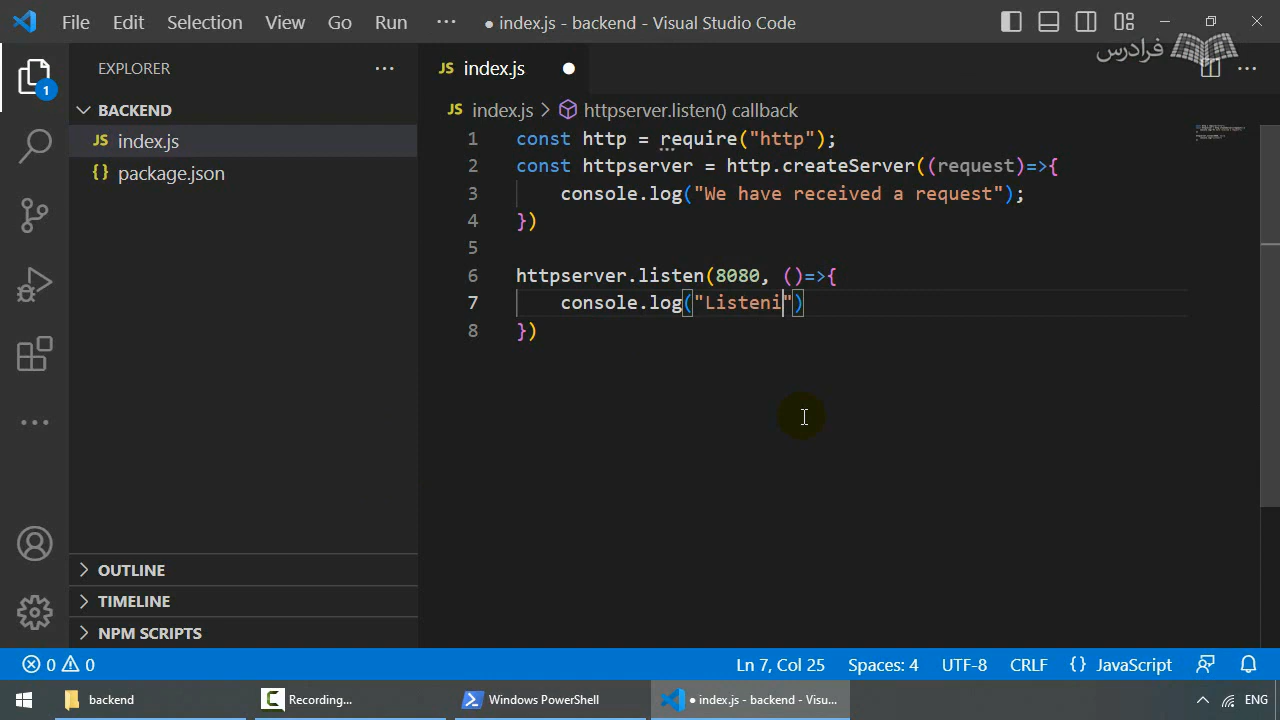 File Edit Selection View Go Run ··· ● index.js - backend - Visual Studio Code
فرادرس
EXPLORER ···
JS index.js ● ···
1
BACKEND
JS index.js
{} package.json
JS index.js > httpserver.listen() callback
1 const http = require("http");
2 const httpserver = http.createServer((request)=>{
3 console.log("We have received a request");
4 })
5
6 httpserver.listen(8080, ()=>{
7 console.log("Listeni")
8 })
OUTLINE
TIMELINE
NPM SCRIPTS
0 0 Ln 7, Col 25 Spaces: 4 UTF-8 CRLF {} JavaScript
backend Recording... Windows PowerShell ● index.js - backend - Visu... ENG